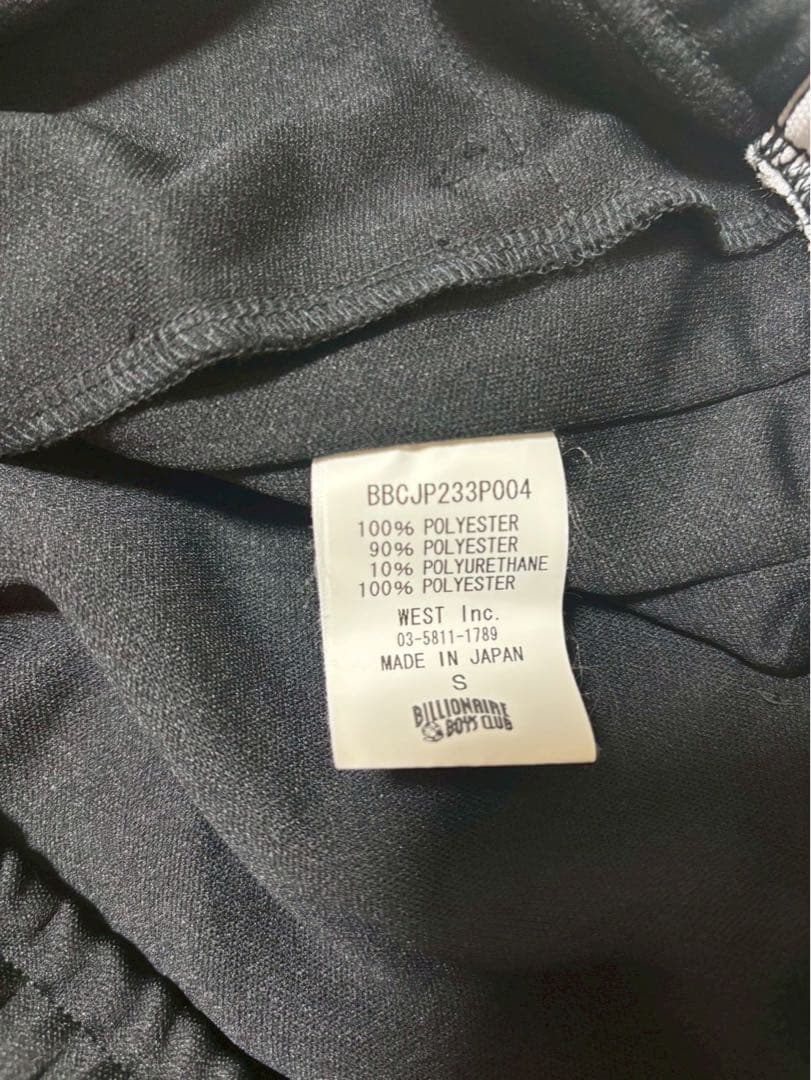 BBCJP233P004
100% POLYESTER
90% POLYESTER
10% POLYURETHANE
100% POLYESTER
WEST Inc.
03-5811-1789
MADE IN JAPAN
S
BILLIONAIRE
BOYS CLUB